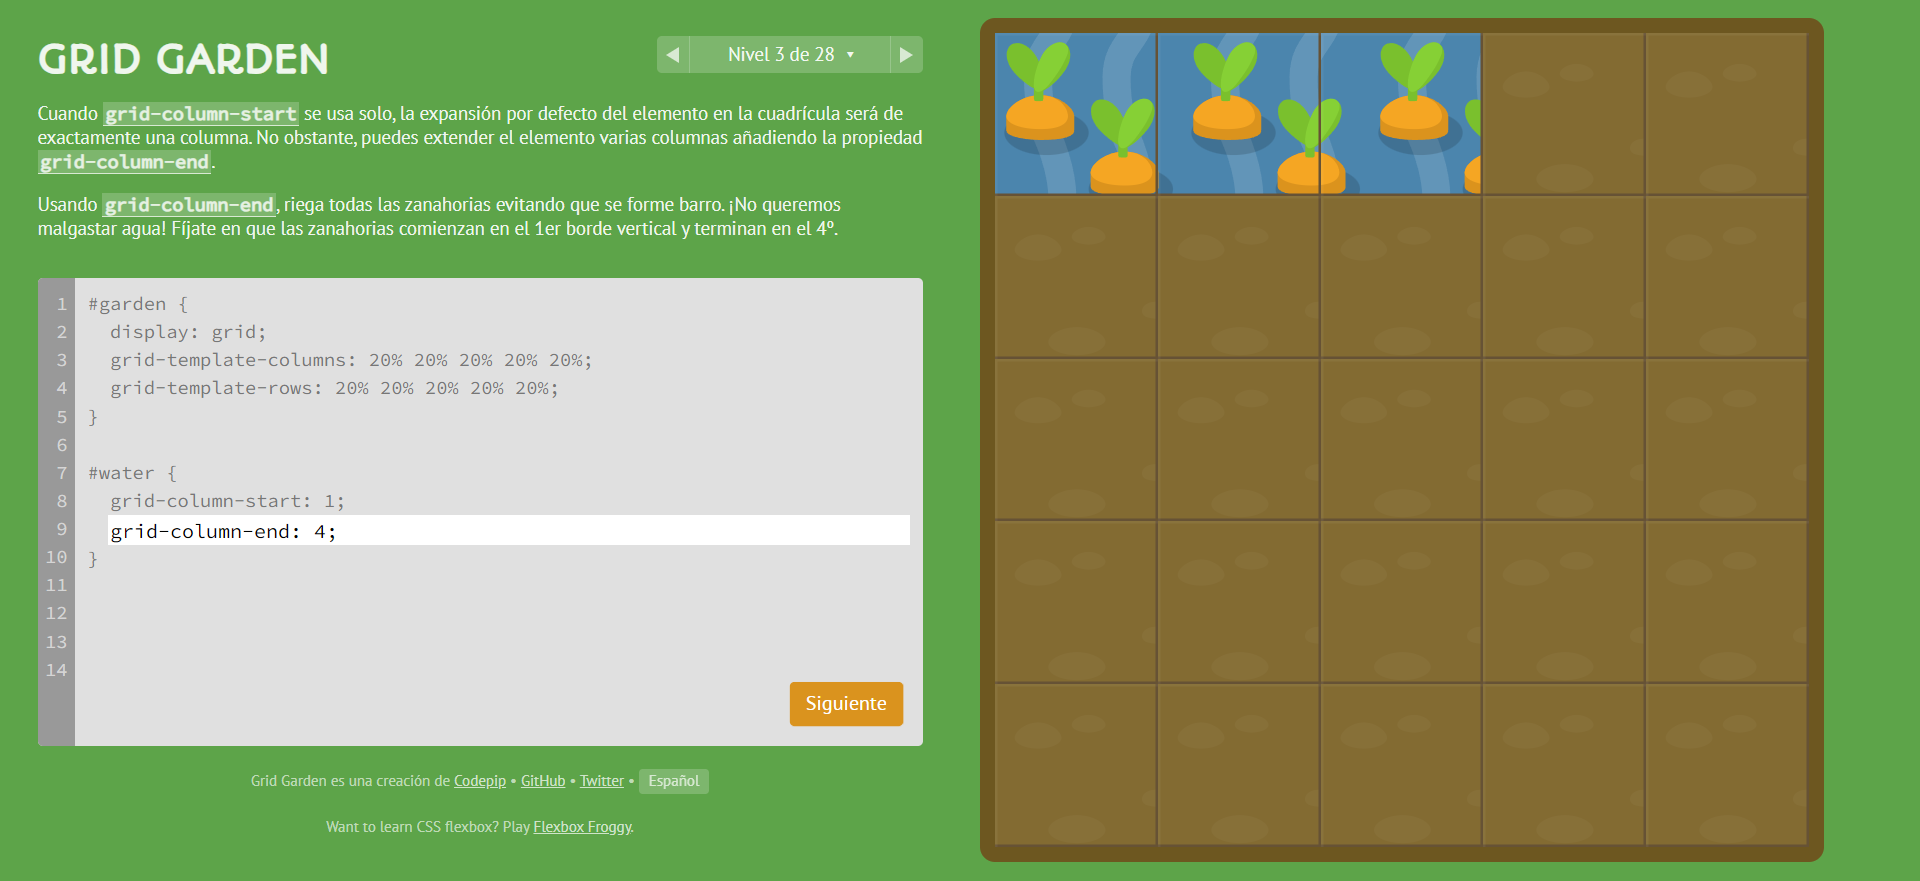 GRID GARDEN
Nivel 3 de 28
Cuando grid-column-start se usa solo, la expansión por defecto del elemento en la cuadrícula será de
exactamente una columna. No obstante, puedes extender el elemento varias columnas añadiendo la propiedad
grid-column-end.
Usando grid-column-end, riega todas las zanahorias evitando que se forme barro. ¡No queremos
malgastar agua! Fíjate en que las zanahorias comienzan en el 1er borde vertical y terminan en el 4º.
1 #garden {
2 display: grid;
3 grid-template-columns: 20% 20% 20% 20% 20%;
4 grid-template-rows: 20% 20% 20% 20% 20%;
5 }
6
7 #water {
8 grid-column-start: 1;
9 grid-column-end: 4;
10 }
11
12
13
14
Siguiente
Grid Garden es una creación de Codepip • GitHub • Twitter • Español
Want to learn CSS flexbox? Play Flexbox Froggy.